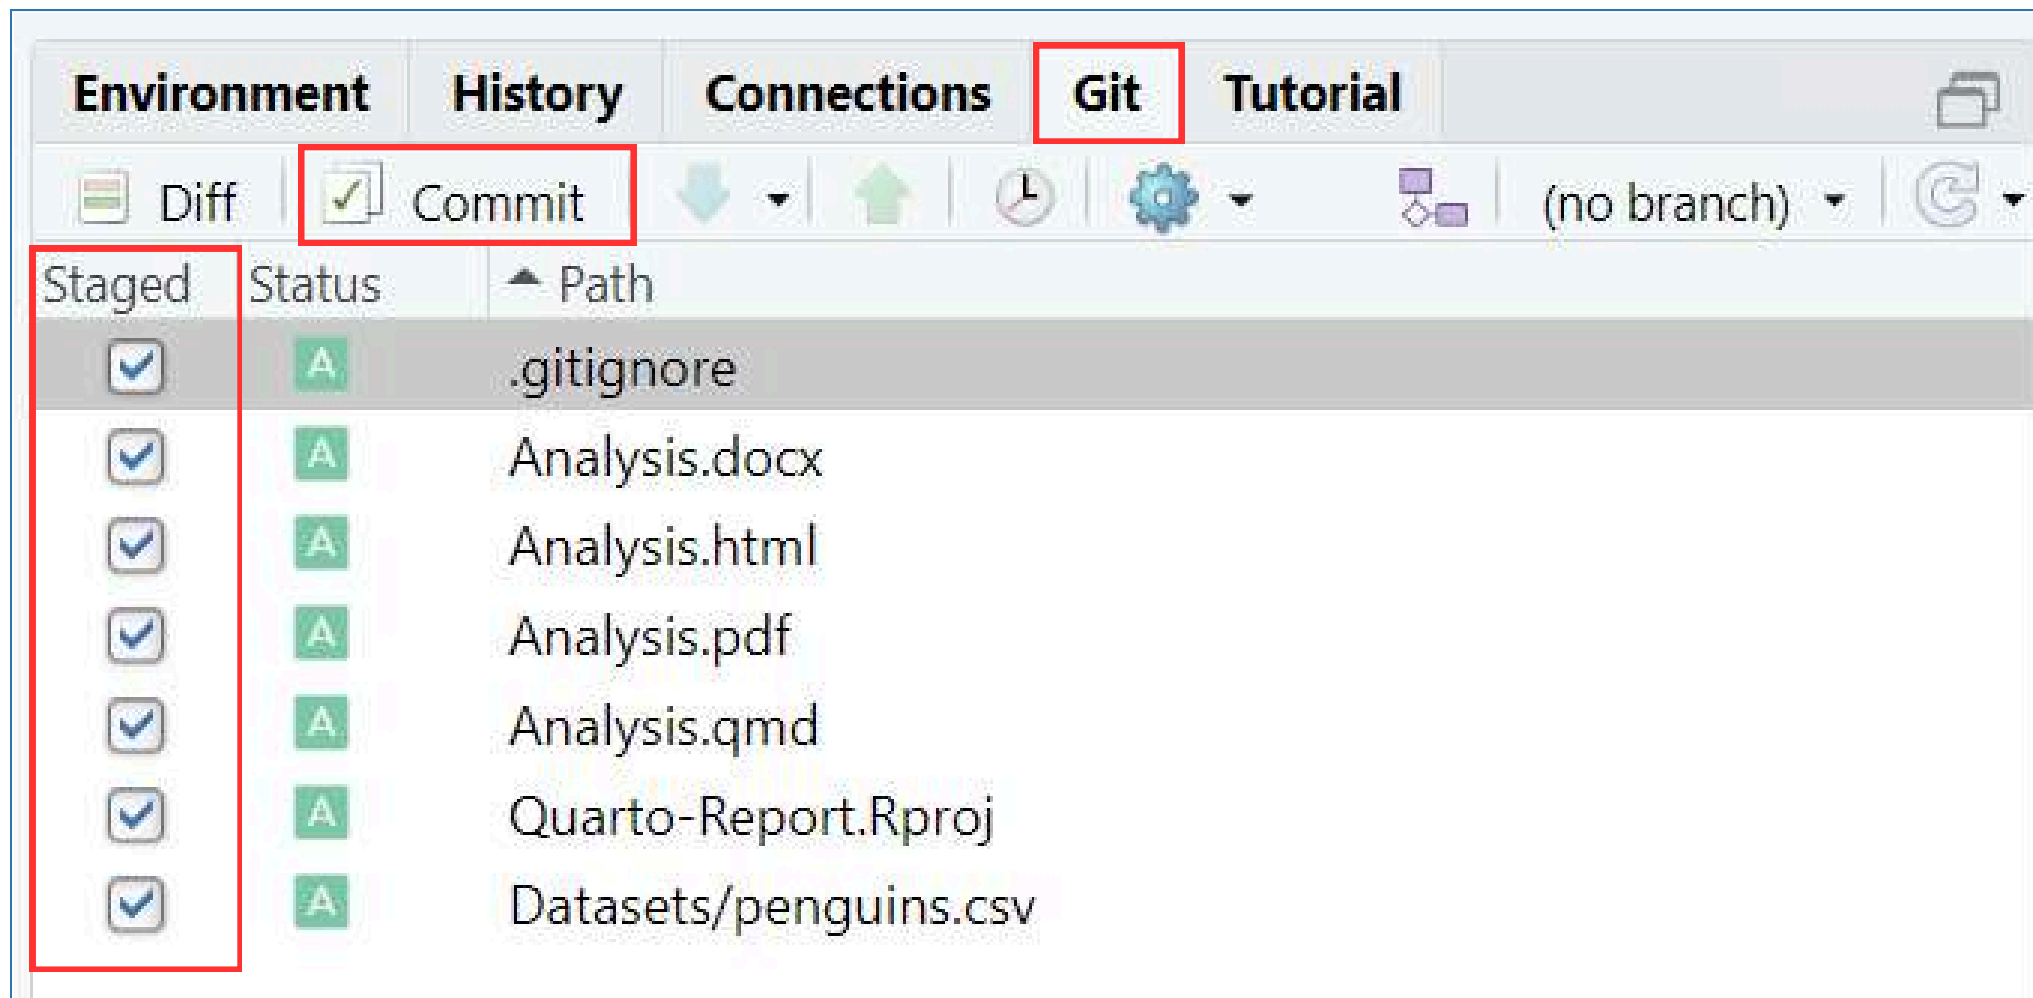 Environment History Connections Git Tutorial
Diff Commit (no branch)
Staged Status Path
A .gitignore
A Analysis.docx
A Analysis.html
A Analysis.pdf
A Analysis.qmd
A Quarto-Report.Rproj
A Datasets/penguins.csv